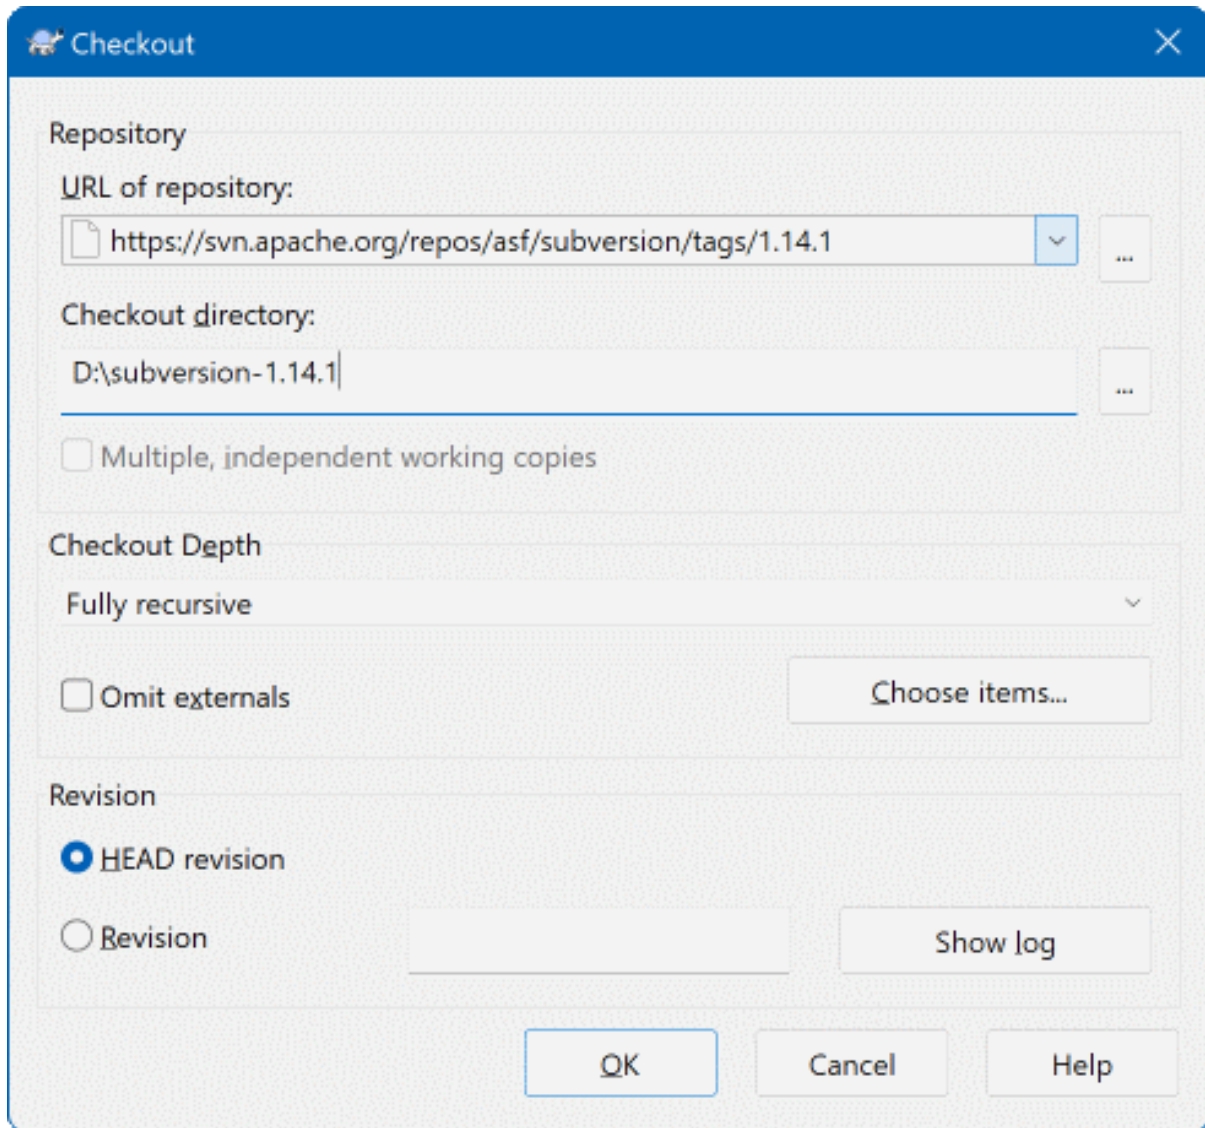 Checkout
Repository
URL of repository:
https://svn.apache.org/repos/asf/subversion/tags/1.14.1
...
Checkout directory:
D:\subversion-1.14.1
...
Multiple, independent working copies
Checkout Depth
Fully recursive
Omit externals
Choose items...
Revision
HEAD revision
Revision
Show log
OK
Cancel
Help